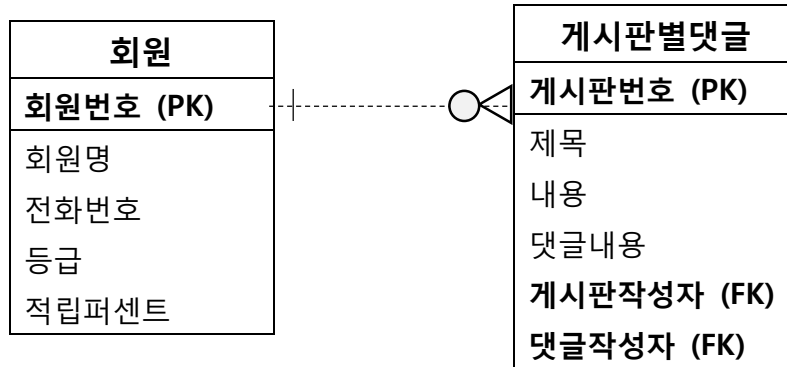 회원
회원번호 (PK)
회원명
전화번호
등급
적립퍼센트
게시판별댓글
게시판번호 (PK)
제목
내용
댓글내용
게시판작성자 (FK)
댓글작성자 (FK)